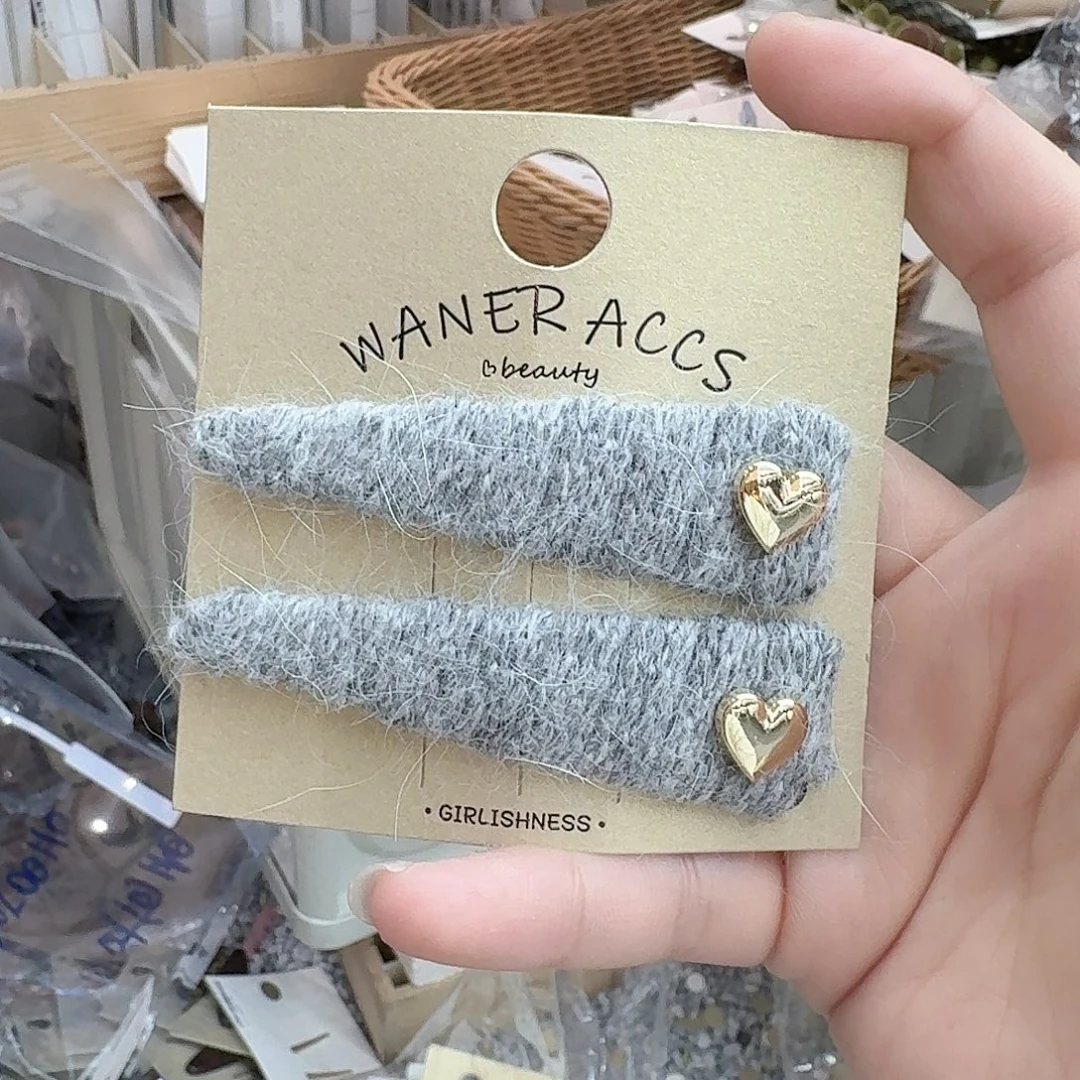 WANER ACCS
beauty
• GIRLISHNESS •